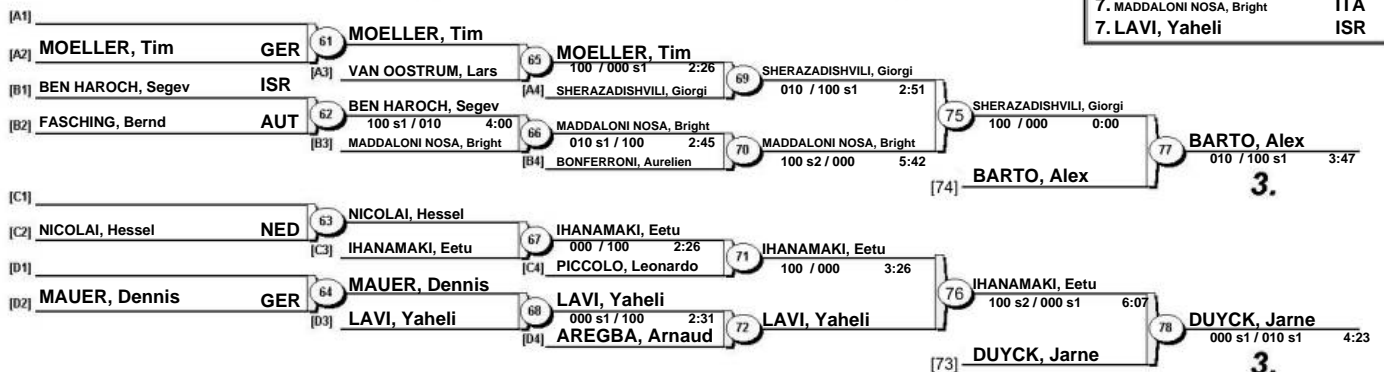 7. MADDALONI NOSA, Bright ITA
7. LAVI, Yaheli ISR
[A1]
[A2] MOELLER, Tim GER
61
MOELLER, Tim
[A3] VAN OOSTRUM, Lars
65
MOELLER, Tim
100 / 000 s1 2:26
[A4] SHERAZADISHVILI, Giorgi
69
SHERAZADISHVILI, Giorgi
010 / 100 s1 2:51
[B1] BEN HAROCH, Segev ISR
[B2] FASCHING, Bernd AUT
62
BEN HAROCH, Segev
100 s1 / 010 4:00
[B3] MADDALONI NOSA, Bright
66
MADDALONI NOSA, Bright
010 s1 / 100 2:45
[B4] BONFERRONI, Aurelien
70
MADDALONI NOSA, Bright
100 s2 / 000 5:42
75
SHERAZADISHVILI, Giorgi
100 / 000 0:00
[74] BARTO, Alex
77
BARTO, Alex
010 / 100 s1 3:47
3.
[C1]
[C2] NICOLAI, Hessel NED
63
NICOLAI, Hessel
[C3] IHANAMAKI, Eetu
67
IHANAMAKI, Eetu
000 / 100 2:26
[C4] PICCOLO, Leonardo
71
IHANAMAKI, Eetu
100 / 000 3:26
[D1]
[D2] MAUER, Dennis GER
64
MAUER, Dennis
[D3] LAVI, Yaheli
68
LAVI, Yaheli
000 s1 / 100 2:31
[D4] AREGBA, Arnaud
72
LAVI, Yaheli
76
IHANAMAKI, Eetu
100 s2 / 000 s1 6:07
[73] DUYCK, Jarne
78
DUYCK, Jarne
000 s1 / 010 s1 4:23
3.